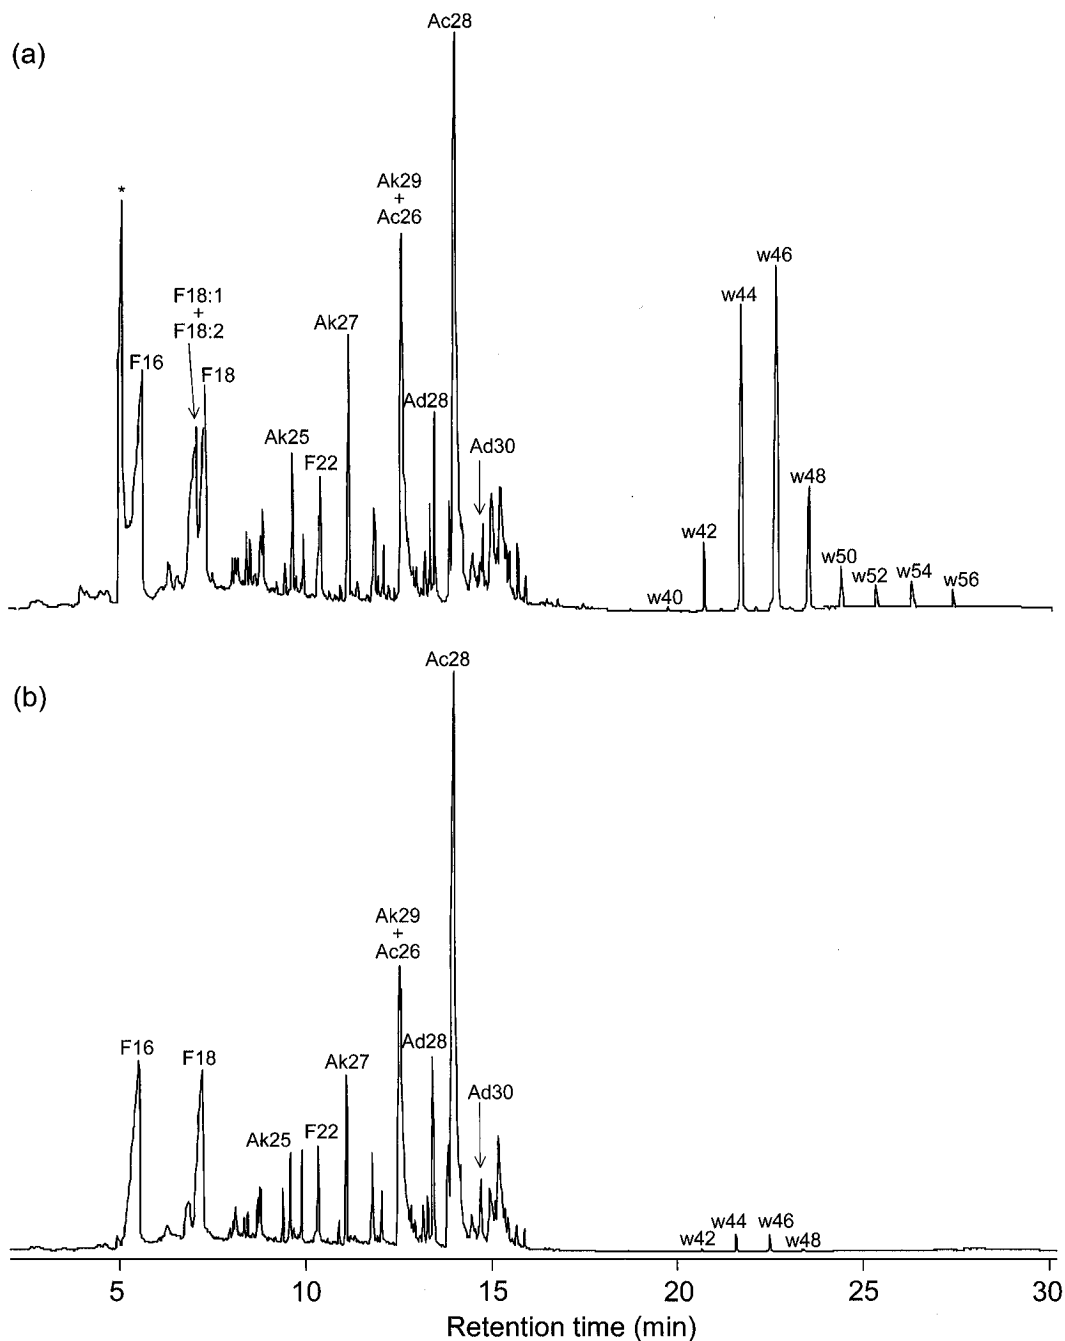 (a)
Ac28
*
Ak29
+
Ac26
F18:1
+
F18:2
F16
F18
Ak27
Ak25
F22
Ad28
Ad30
w40
w42
w44
w46
w48
w50
w52
w54
w56
(b)
Ac28
Ak29
+
Ac26
F16
F18
Ak25
F22
Ak27
Ad28
Ad30
w42
w44
w46
w48
5
10
15
20
25
30
Retention time (min)